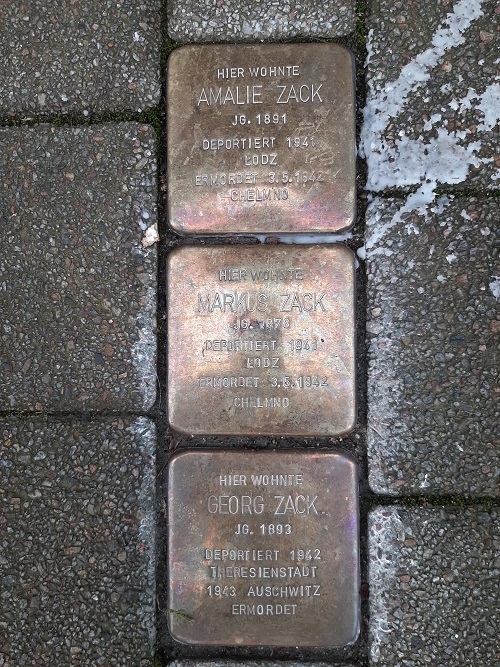 HIER WOHNTE
AMALIE ZACK
JG. 1891
DEPORTIERT 1941
LODZ
ERMORDET 3.5.1942
CHELMNO
HIER WOHNTE
MARKUS ZACK
JG. 1878
DEPORTIERT 1941
LODZ
ERMORDET 3.5.1942
CHELMNO
HIER WOHNTE
GEORG ZACK
JG. 1893
DEPORTIERT 1942
THERESIENSTADT
1943 AUSCHWITZ
ERMORDET